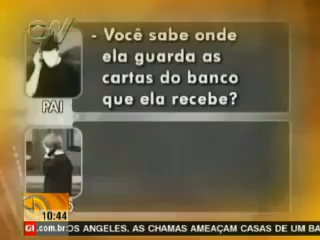 - Você sabe onde
ela guarda as
cartas do banco
que ela recebe?
PAI
10:44
G1.com.br
OS ANGELES. AS CHAMAS AMEAÇAM CASAS DE UM BA